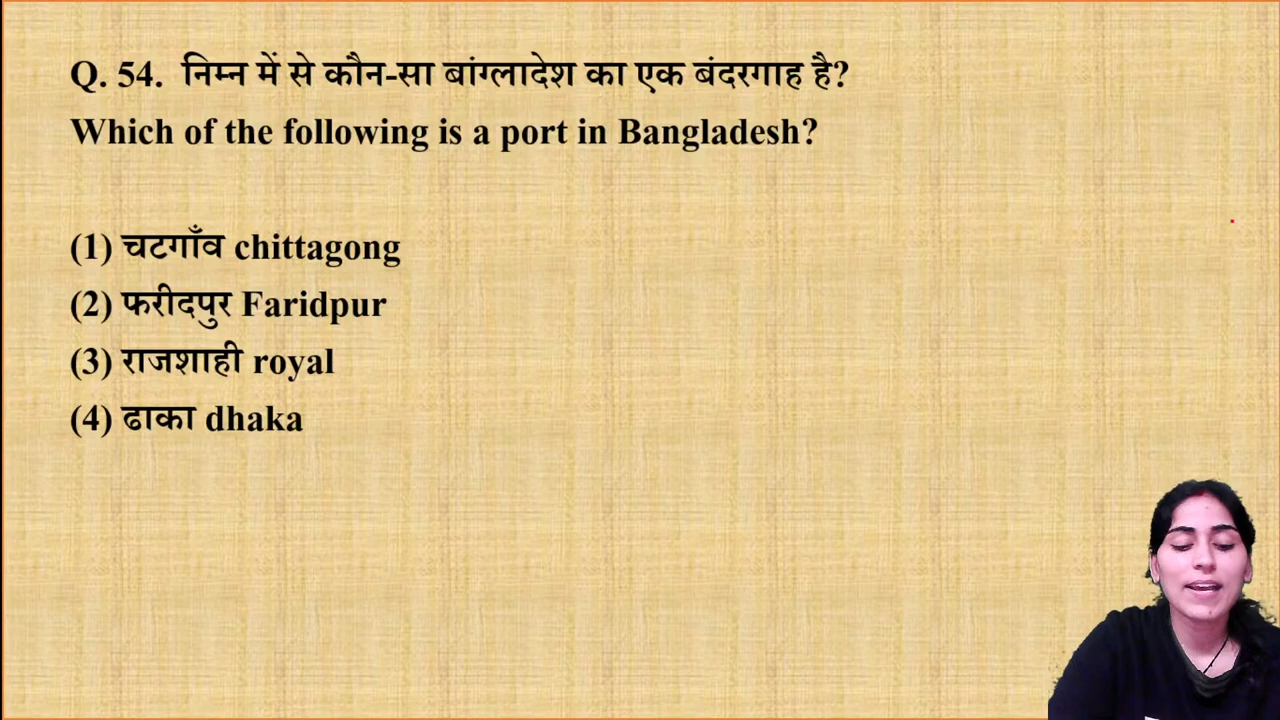 Q. 54. निम्न में से कौन-सा बांग्लादेश का एक बंदरगाह है?
Which of the following is a port in Bangladesh?
(1) चटगाँव chittagong
(2) फरीदपुर Faridpur
(3) राजशाही royal
(4) ढाका dhaka